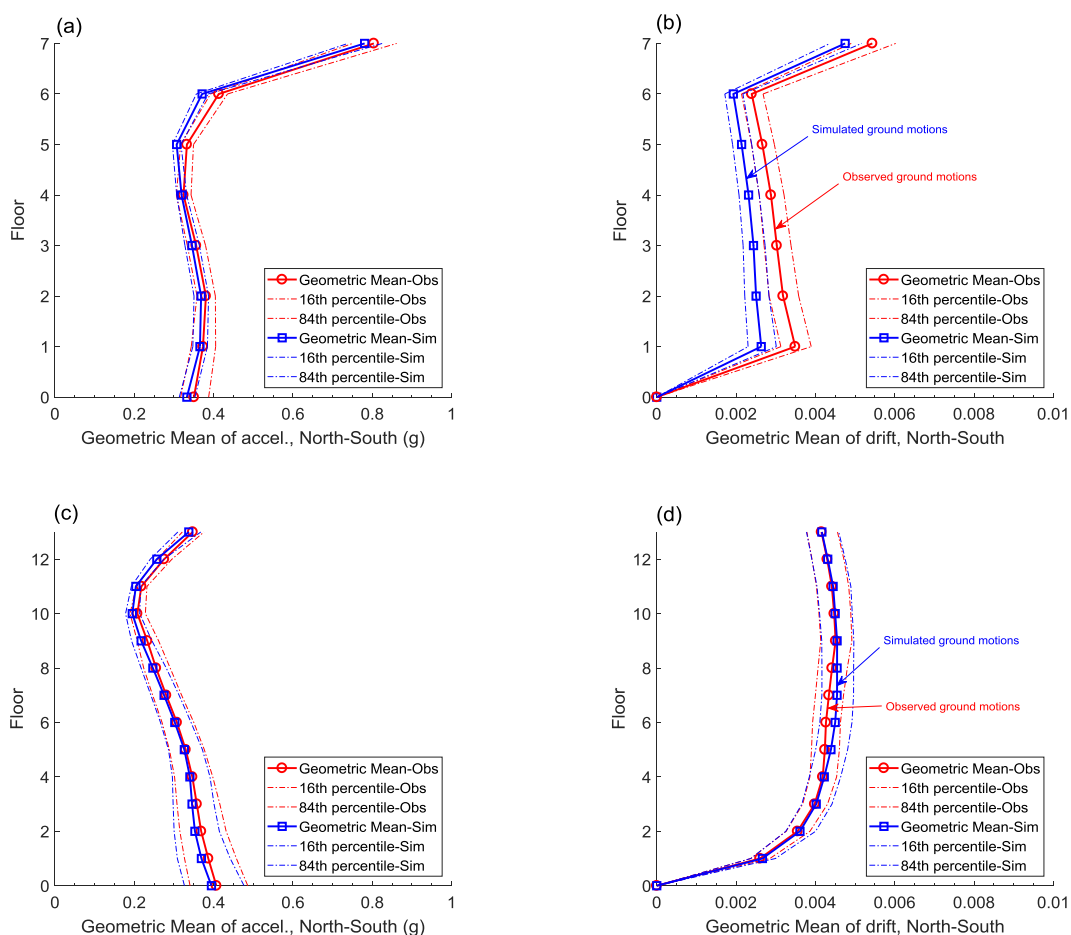 (a)
7
6
5
4
3
2
1
0
Floor
0 0.2 0.4 0.6 0.8 1
Geometric Mean of accel., North-South (g)
Geometric Mean-Obs
16th percentile-Obs
84th percentile-Obs
Geometric Mean-Sim
16th percentile-Sim
84th percentile-Sim
(b)
7
6
5
4
3
2
1
0
Floor
Simulated ground motions
Observed ground motions
Geometric Mean-Obs
16th percentile-Obs
84th percentile-Obs
Geometric Mean-Sim
16th percentile-Sim
84th percentile-Sim
0 0.002 0.004 0.006 0.008 0.01
Geometric Mean of drift, North-South
(c)
12
10
8
6
4
2
0
Floor
Geometric Mean-Obs
16th percentile-Obs
84th percentile-Obs
Geometric Mean-Sim
16th percentile-Sim
84th percentile-Sim
0 0.2 0.4 0.6 0.8 1
Geometric Mean of accel., North-South (g)
(d)
12
10
8
6
4
2
0
Floor
Simulated ground motions
Observed ground motions
Geometric Mean-Obs
16th percentile-Obs
84th percentile-Obs
Geometric Mean-Sim
16th percentile-Sim
84th percentile-Sim
0 0.002 0.004 0.006 0.008 0.01
Geometric Mean of drift, North-South